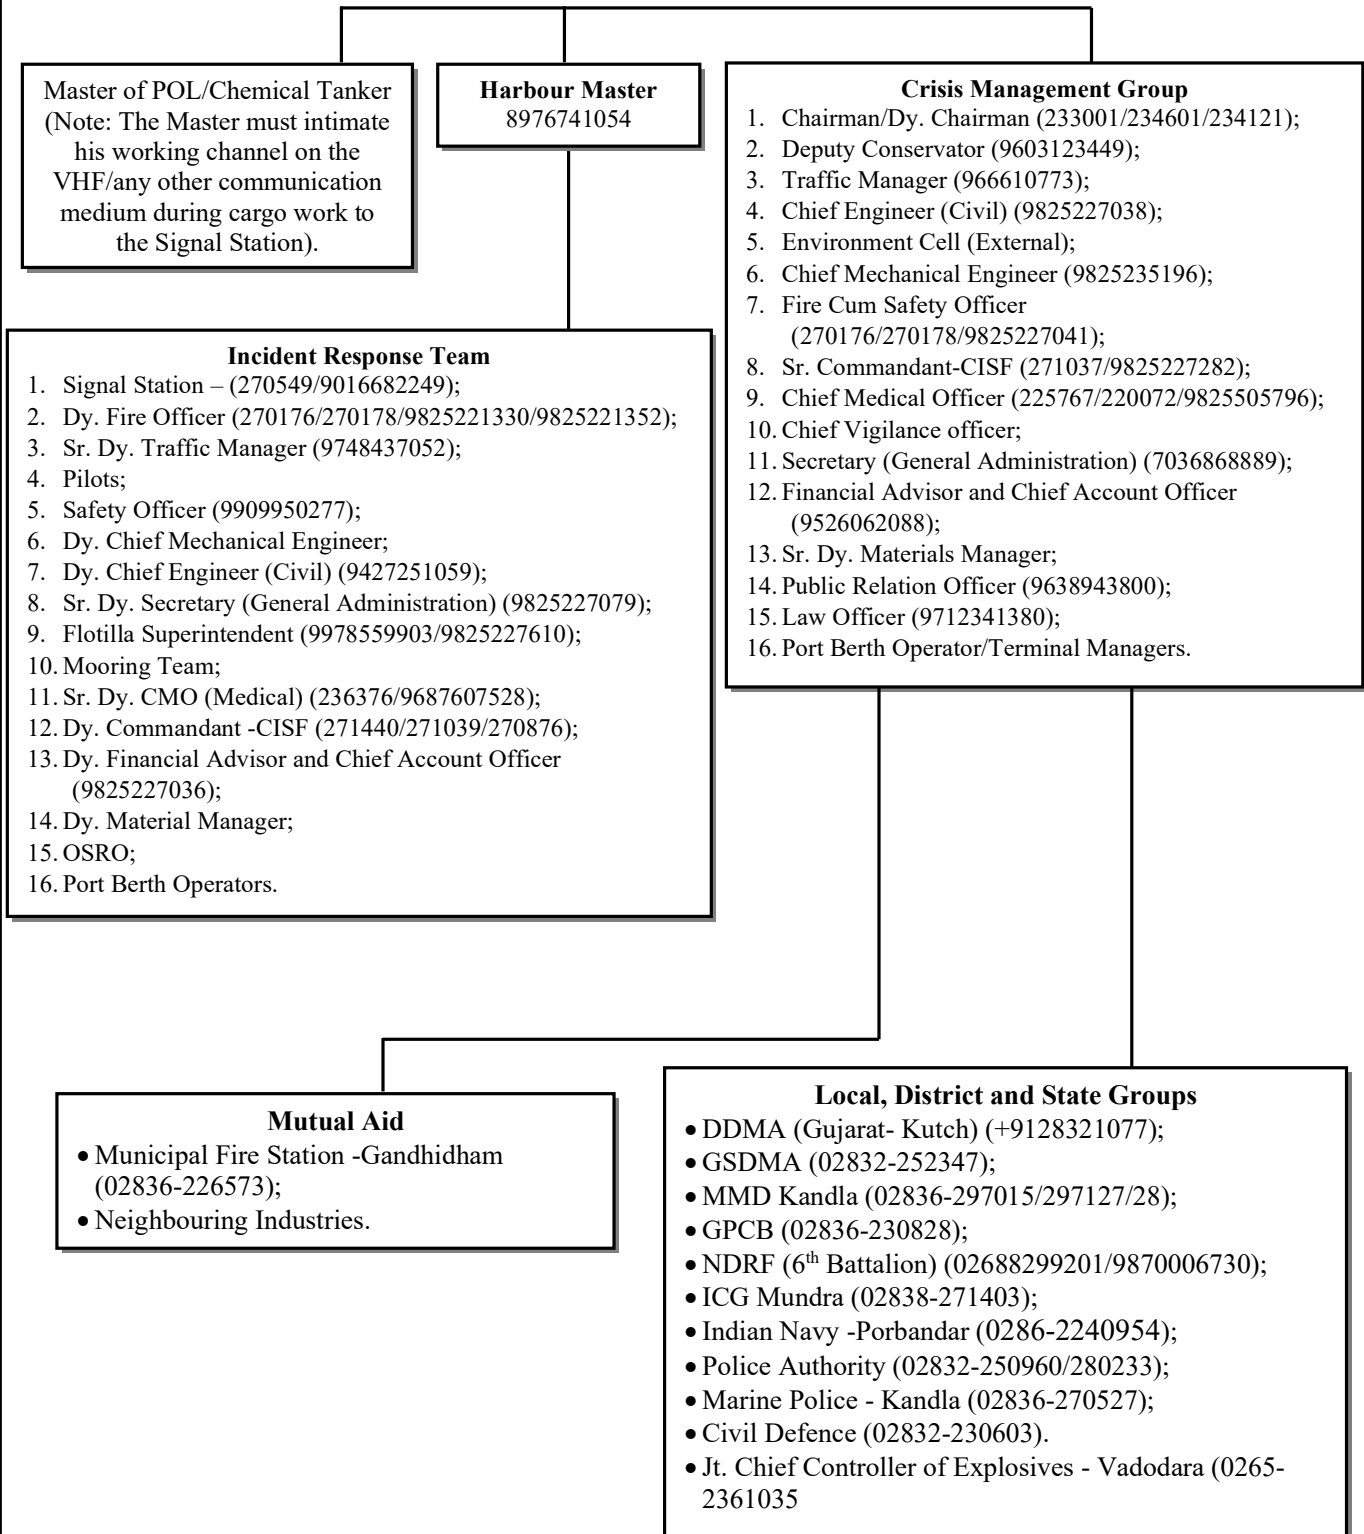 Master of POL/Chemical Tanker
(Note: The Master must intimate
his working channel on the
VHF/any other communication
medium during cargo work to
the Signal Station).
Harbour Master
8976741054
Crisis Management Group
1. Chairman/Dy. Chairman (233001/234601/234121);
2. Deputy Conservator (9603123449);
3. Traffic Manager (966610773);
4. Chief Engineer (Civil) (9825227038);
5. Environment Cell (External);
6. Chief Mechanical Engineer (9825235196);
7. Fire Cum Safety Officer
(270176/270178/9825227041);
8. Sr. Commandant-CISF (271037/9825227282);
9. Chief Medical Officer (225767/220072/9825505796);
10. Chief Vigilance officer;
11. Secretary (General Administration) (7036868889);
12. Financial Advisor and Chief Account Officer
(9526062088);
13. Sr. Dy. Materials Manager;
14. Public Relation Officer (9638943800);
15. Law Officer (9712341380);
16. Port Berth Operator/Terminal Managers.
Incident Response Team
1. Signal Station – (270549/9016682249);
2. Dy. Fire Officer (270176/270178/9825221330/9825221352);
3. Sr. Dy. Traffic Manager (9748437052);
4. Pilots;
5. Safety Officer (9909950277);
6. Dy. Chief Mechanical Engineer;
7. Dy. Chief Engineer (Civil) (9427251059);
8. Sr. Dy. Secretary (General Administration) (9825227079);
9. Flotilla Superintendent (9978559903/9825227610);
10. Mooring Team;
11. Sr. Dy. CMO (Medical) (236376/9687607528);
12. Dy. Commandant -CISF (271440/271039/270876);
13. Dy. Financial Advisor and Chief Account Officer
(9825227036);
14. Dy. Material Manager;
15. OSRO;
16. Port Berth Operators.
Mutual Aid
• Municipal Fire Station -Gandhidham
(02836-226573);
• Neighbouring Industries.
Local, District and State Groups
• DDMA (Gujarat- Kutch) (+9128321077);
• GSDMA (02832-252347);
• MMD Kandla (02836-297015/297127/28);
• GPCB (02836-230828);
• NDRF (6th Battalion) (02688299201/9870006730);
• ICG Mundra (02838-271403);
• Indian Navy -Porbandar (0286-2240954);
• Police Authority (02832-250960/280233);
• Marine Police - Kandla (02836-270527);
• Civil Defence (02832-230603).
• Jt. Chief Controller of Explosives - Vadodara (0265-
2361035